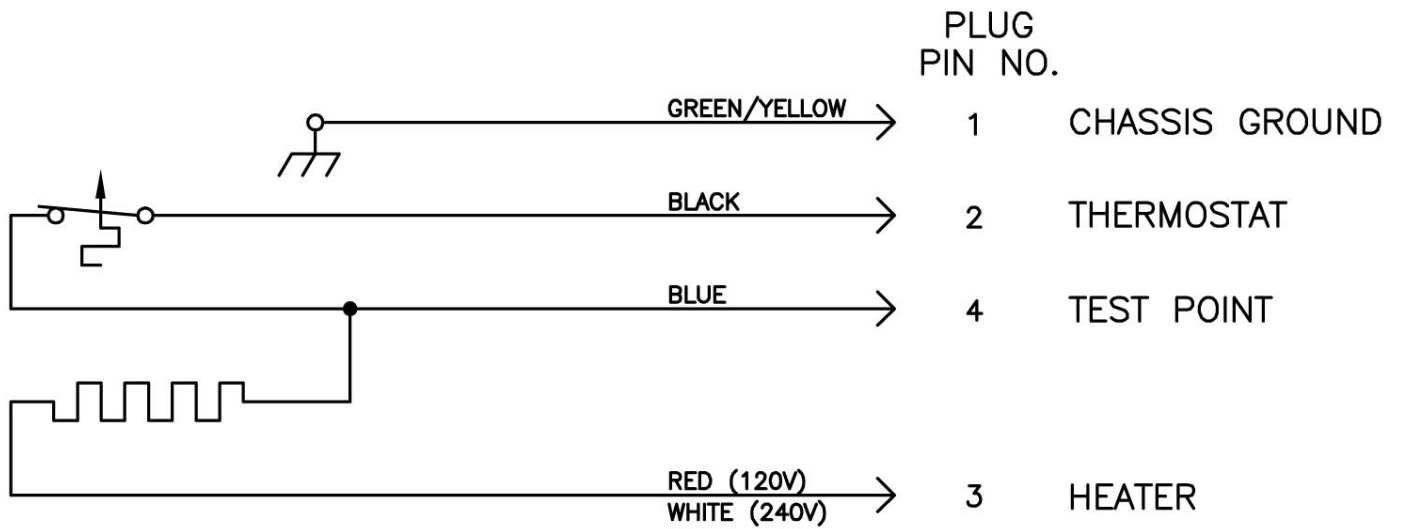 PLUG
PIN NO.
GREEN/YELLOW 1 CHASSIS GROUND
BLACK 2 THERMOSTAT
BLUE 4 TEST POINT
RED (120V)
WHITE (240V) 3 HEATER